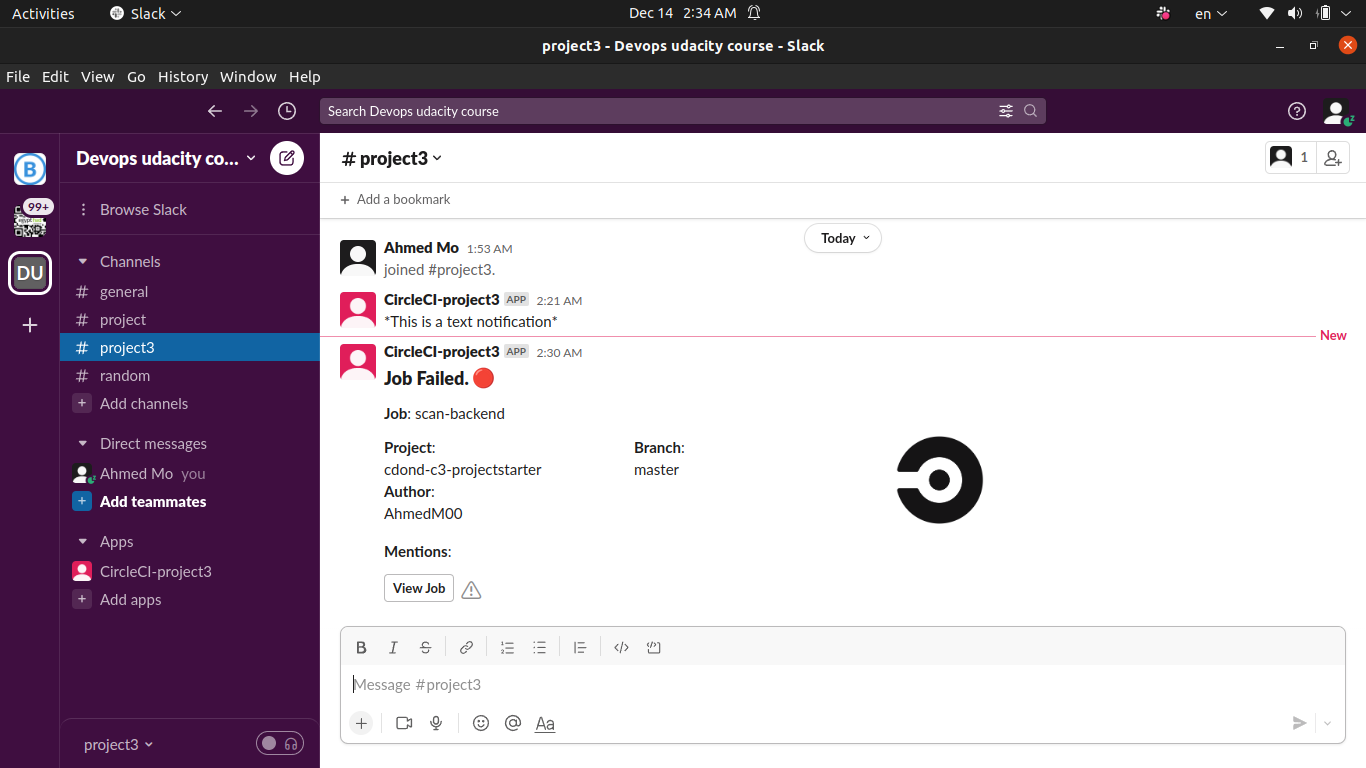 Activities Slack Dec 14 2:34 AM en
project3 - Devops udacity course - Slack
File Edit View Go History Window Help
Search Devops udacity course
B
99+
DU
Devops udacity co...
Browse Slack
Channels
# general
# project
# project3
# random
+ Add channels
Direct messages
Ahmed Mo you
+ Add teammates
Apps
CircleCI-project3
+ Add apps
project3
# project3
1
+ Add a bookmark
Today
Ahmed Mo 1:53 AM
joined #project3.
CircleCI-project3 APP 2:21 AM
*This is a text notification*
New
CircleCI-project3 APP 2:30 AM
Job Failed. 🔴
Job: scan-backend
Project: Branch:
cdond-c3-projectstarter master
Author:
AhmedM00
Mentions:
View Job
B I S
Message #project3
+ Aa